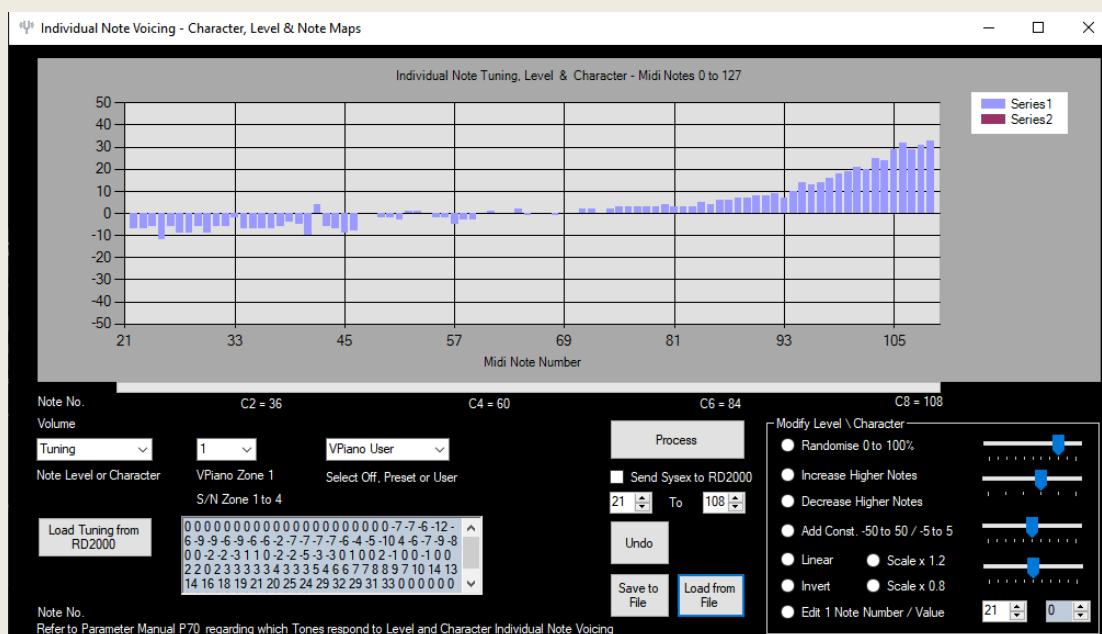 Individual Note Voicing - Character, Level & Note Maps
Individual Note Tuning, Level & Character - Midi Notes 0 to 127
50
40
30
20
10
0
-10
-20
-30
-40
-50
21 33 45 57 69 81 93 105
Midi Note Number
Series1
Series2
Note No. C2 = 36 C4 = 60 C6 = 84 C8 = 108
Volume
Tuning 1 VPiano User
Note Level or Character VPiano Zone 1 Select Off, Preset or User
S/N Zone 1 to 4
Load Tuning from
RD2000
0 0 0 0 0 0 0 0 0 0 0 0 0 0 0 0 0 0 0 0 0 0 -7 -7 -6 -12 -
6 -9 -9 -6 -9 -6 -6 -2 -7 -7 -7 -7 -6 -4 -5 -10 4 -6 -7 -9 -8
0 0 -2 -2 -3 1 1 0 -2 -2 -5 -3 -3 0 1 0 0 2 -1 0 0 -1 0 0
2 2 0 2 3 3 3 3 3 4 3 3 3 5 4 6 6 7 7 8 8 9 7 10 14 13
14 16 18 19 21 20 25 24 29 32 29 31 33 0 0 0 0 0 0
Process
Send Sysex to RD2000
21 To 108
Undo
Save to
File
Load from
File
Modify Level \ Character
Randomise 0 to 100%
Increase Higher Notes
Decrease Higher Notes
Add Const. -50 to 50 / -5 to 5
Linear Scale x 1.2
Invert Scale x 0.8
Edit 1 Note Number / Value 21 0
Note No.
Refer to Parameter Manual P70 regarding which Tones respond to Level and Character Individual Note Voicing